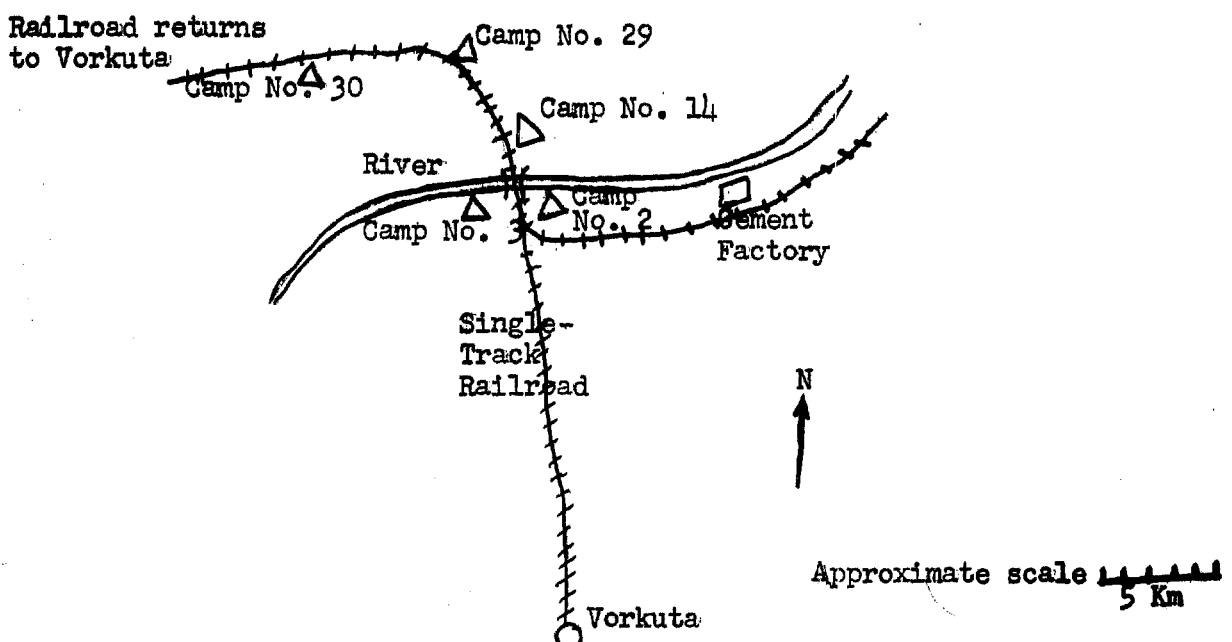 Railroad returns
to Vorkuta
Camp No. 29
Camp No. 30
Camp No. 14
River
Camp
No. 2
Camp No. 3
Cement
Factory
Single-
Track
Railroad
N
Approximate scale
5 Km
Vorkuta